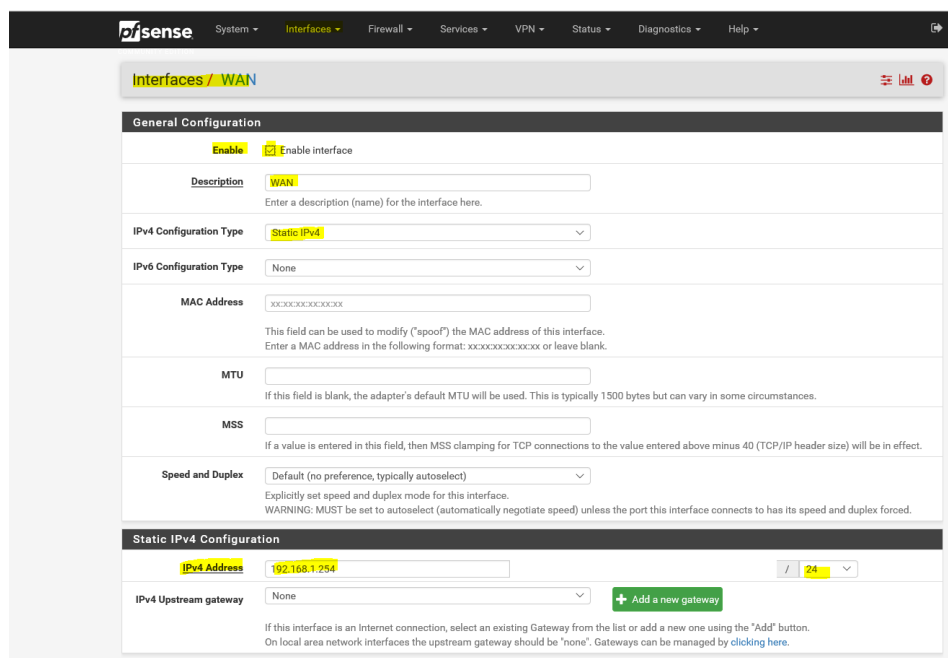 pfsense System Interfaces Firewall Services VPN Status Diagnostics Help
Interfaces / WAN
General Configuration
Enable Enable interface
Description WAN
Enter a description (name) for the interface here.
IPv4 Configuration Type Static IPv4
IPv6 Configuration Type None
MAC Address xx:xx:xx:xx:xx:xx
This field can be used to modify ("spoof") the MAC address of this interface.
Enter a MAC address in the following format: xx:xx:xx:xx:xx:xx or leave blank.
MTU
If this field is blank, the adapter's default MTU will be used. This is typically 1500 bytes but can vary in some circumstances.
MSS
If a value is entered in this field, then MSS clamping for TCP connections to the value entered above minus 40 (TCP/IP header size) will be in effect.
Speed and Duplex Default (no preference, typically autoselect)
Explicitly set speed and duplex mode for this interface.
WARNING: MUST be set to autoselect (automatically negotiate speed) unless the port this interface connects to has its speed and duplex forced.
Static IPv4 Configuration
IPv4 Address 192.168.1.254 / 24
IPv4 Upstream gateway None + Add a new gateway
If this interface is an Internet connection, select an existing Gateway from the list or add a new one using the "Add" button.
On local area network interfaces the upstream gateway should be "none". Gateways can be managed by clicking here.